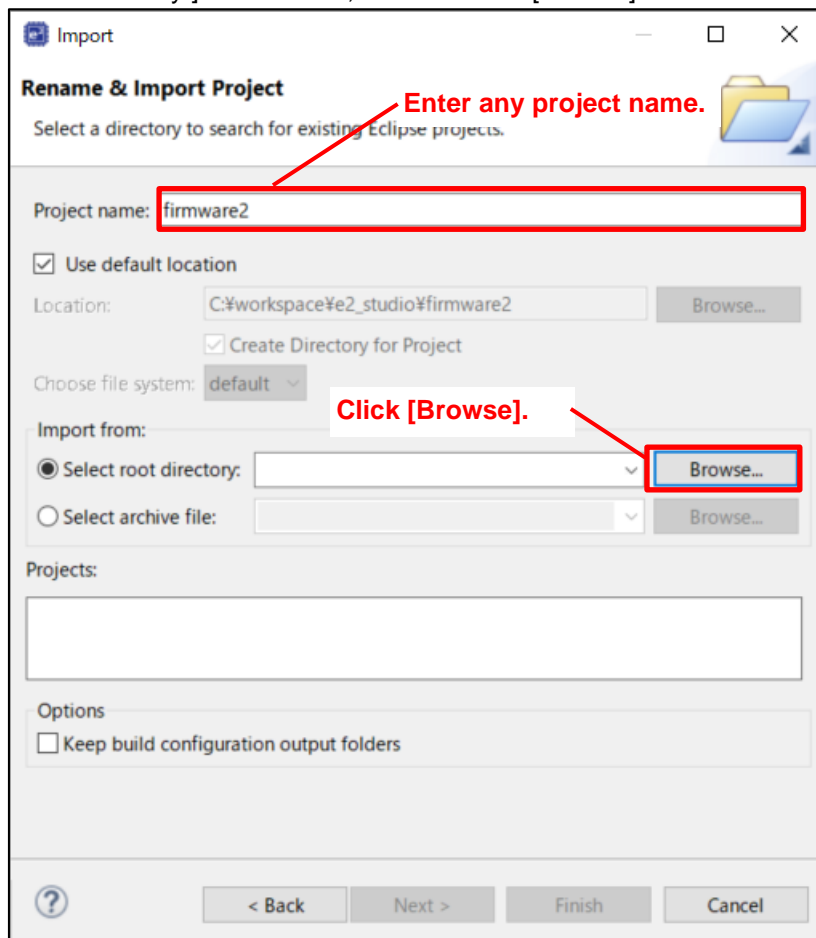 Import
Rename & Import Project
Enter any project name.
Select a directory to search for existing Eclipse projects.
Project name: firmware2
Use default location
Location: C:¥workspace¥e2_studio¥firmware2 Browse...
Create Directory for Project
Choose file system: default
Click [Browse].
Import from:
Select root directory: Browse...
Select archive file: Browse...
Projects:
Options
Keep build configuration output folders
? < Back Next > Finish Cancel